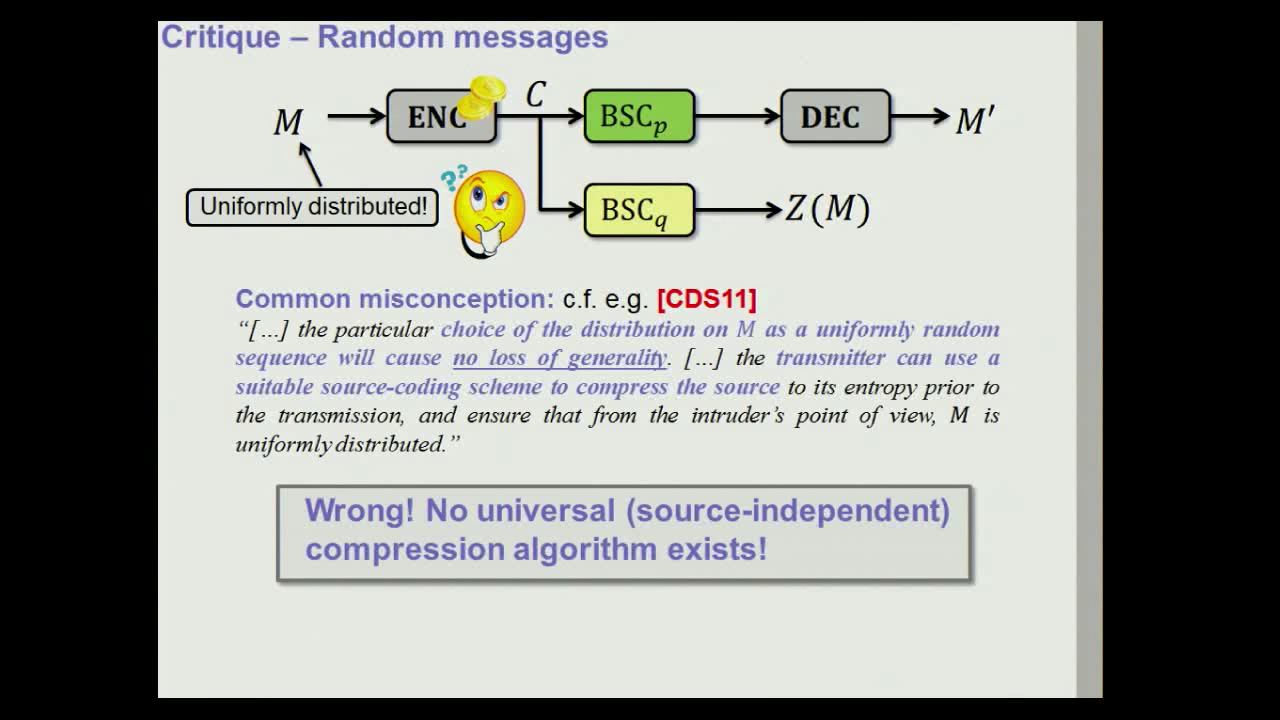 Critique – Random messages
M
ENC
C
BSCp
DEC
M′
Uniformly distributed!
??
BSCq
Z(M)
Common misconception: c.f. e.g. [CDS11]
“[…] the particular choice of the distribution on M as a uniformly random
sequence will cause no loss of generality. […] the transmitter can use a
suitable source-coding scheme to compress the source to its entropy prior to
the transmission, and ensure that from the intruder’s point of view, M is
uniformly distributed.”
Wrong! No universal (source-independent)
compression algorithm exists!